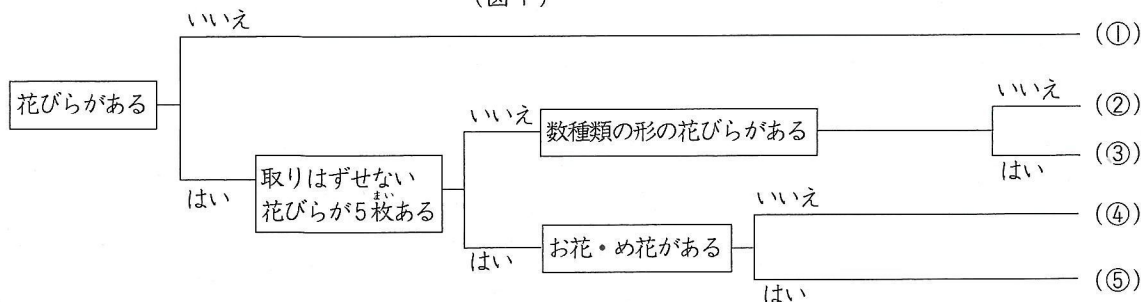 (図1)
いいえ
(①)
花びらがある
いいえ
数種類の形の花びらがある
いいえ
(②)
(③)
はい
はい
取りはずせない
花びらが5枚ある
まい
いいえ
(④)
はい
お花・め花がある
はい
(⑤)